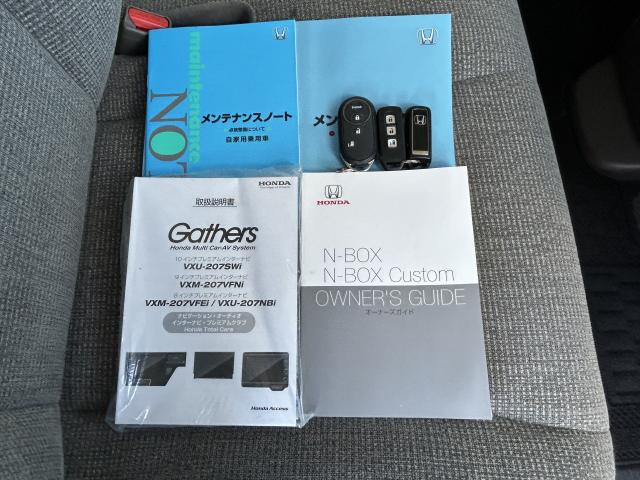 maintenance
NOT
メンテナンスノート
点検整備について
自家用乗用車
メン
HONDA
取扱説明書
Gathers
Honda Multi Car-AV System
10インチプレミアムインターナビ
VXU-207SWi
9インチプレミアムインターナビ
VXM-207VFNi
8インチプレミアムインターナビ
VXM-207VFEi / VXU-207NBi
ナビゲーション・オーディオ
インターナビ・プレミアムクラブ
Honda Total Care
Honda Access
HONDA
N-BOX
N-BOX Custom
OWNER'S GUIDE
オーナーズガイド